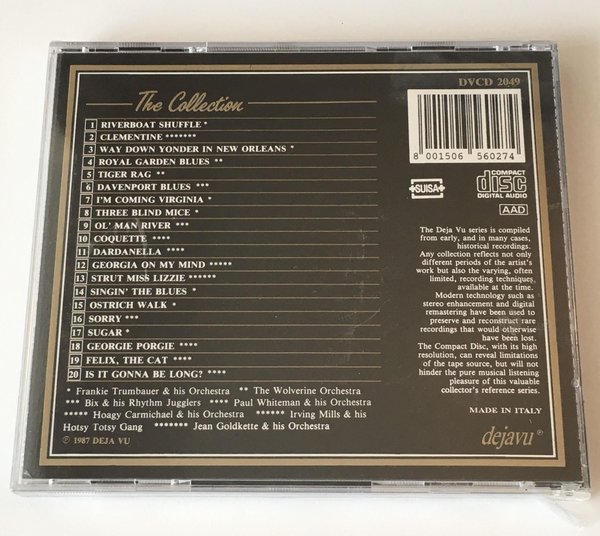 DVCD 2049
The Collection
1 RIVERBOAT SHUFFLE *
2 CLEMENTINE *******
3 WAY DOWN YONDER IN NEW ORLEANS *
4 ROYAL GARDEN BLUES **
5 TIGER RAG **
6 DAVENPORT BLUES ***
7 I'M COMING VIRGINIA *
8 THREE BLIND MICE *
9 OL' MAN RIVER ***
10 COQUETTE ****
11 DARDANELLA ****
12 GEORGIA ON MY MIND *****
13 STRUT MISS LIZZIE ******
14 SINGIN' THE BLUES *
15 OSTRICH WALK *
16 SORRY ***
17 SUGAR *
18 GEORGIE PORGIE ****
19 FELIX, THE CAT ****
20 IS IT GONNA BE LONG? ****
* Frankie Trumbauer & his Orchestra ** The Wolverine Orchestra
*** Bix & his Rhythm Jugglers **** Paul Whiteman & his Orchestra
***** Hoagy Carmichael & his Orchestra ****** Irving Mills & his
Hotsy Totsy Gang ******* Jean Goldkette & his Orchestra
℗ 1987 DEJA VU
8 001506 560274
SUISA
COMPACT
disc
DIGITAL AUDIO
AAD
The Deja Vu series is compiled
from early, and in many cases,
historical recordings.
Any collection reflects not only
different periods of the artist's
work but also the varying, often
limited, recording techniques,
available at the time.
Modern technology such as
stereo enhancement and digital
remastering have been used to
preserve and reconstruct rare
recordings that would otherwise
have been lost.
The Compact Disc, with its high
resolution, can reveal limitations
of the tape source, but will not
hinder the pure musical listening
pleasure of this valuable
collector's reference series.
MADE IN ITALY
dejavu ®